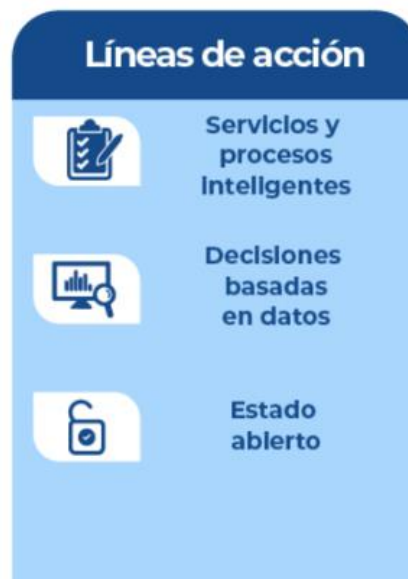 Líneas de acción
Servicios y
procesos
inteligentes
Decisiones
basadas
en datos
Estado
abierto